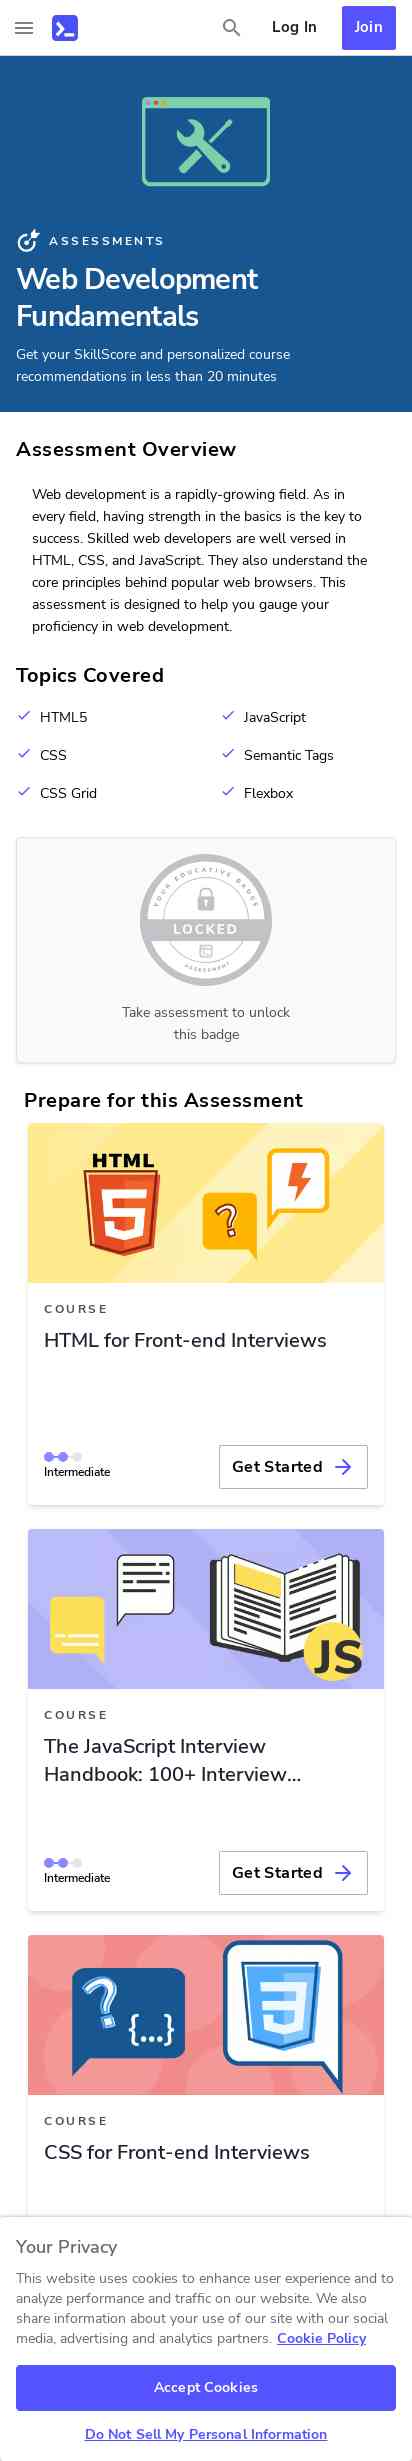 Log In
Join
ASSESSMENTS
Web Development
Fundamentals
Get your SkillScore and personalized course
recommendations in less than 20 minutes
Assessment Overview
Web development is a rapidly-growing field. As in
every field, having strength in the basics is the key to
success. Skilled web developers are well versed in
HTML, CSS, and JavaScript. They also understand the
core principles behind popular web browsers. This
assessment is designed to help you gauge your
proficiency in web development.
Topics Covered
HTML5
JavaScript
CSS
Semantic Tags
CSS Grid
Flexbox
YOUR EDUCATIVE BADGE
LOCKED
ASSESSMENT
Take assessment to unlock
this badge
Prepare for this Assessment
HTML
5
?
COURSE
HTML for Front-end Interviews
Intermediate
Get Started
JS
COURSE
The JavaScript Interview
Handbook: 100+ Interview...
Intermediate
Get Started
? {...}
3
COURSE
CSS for Front-end Interviews
Your Privacy
This website uses cookies to enhance user experience and to
analyze performance and traffic on our website. We also
share information about your use of our site with our social
media, advertising and analytics partners. Cookie Policy
Accept Cookies
Do Not Sell My Personal Information